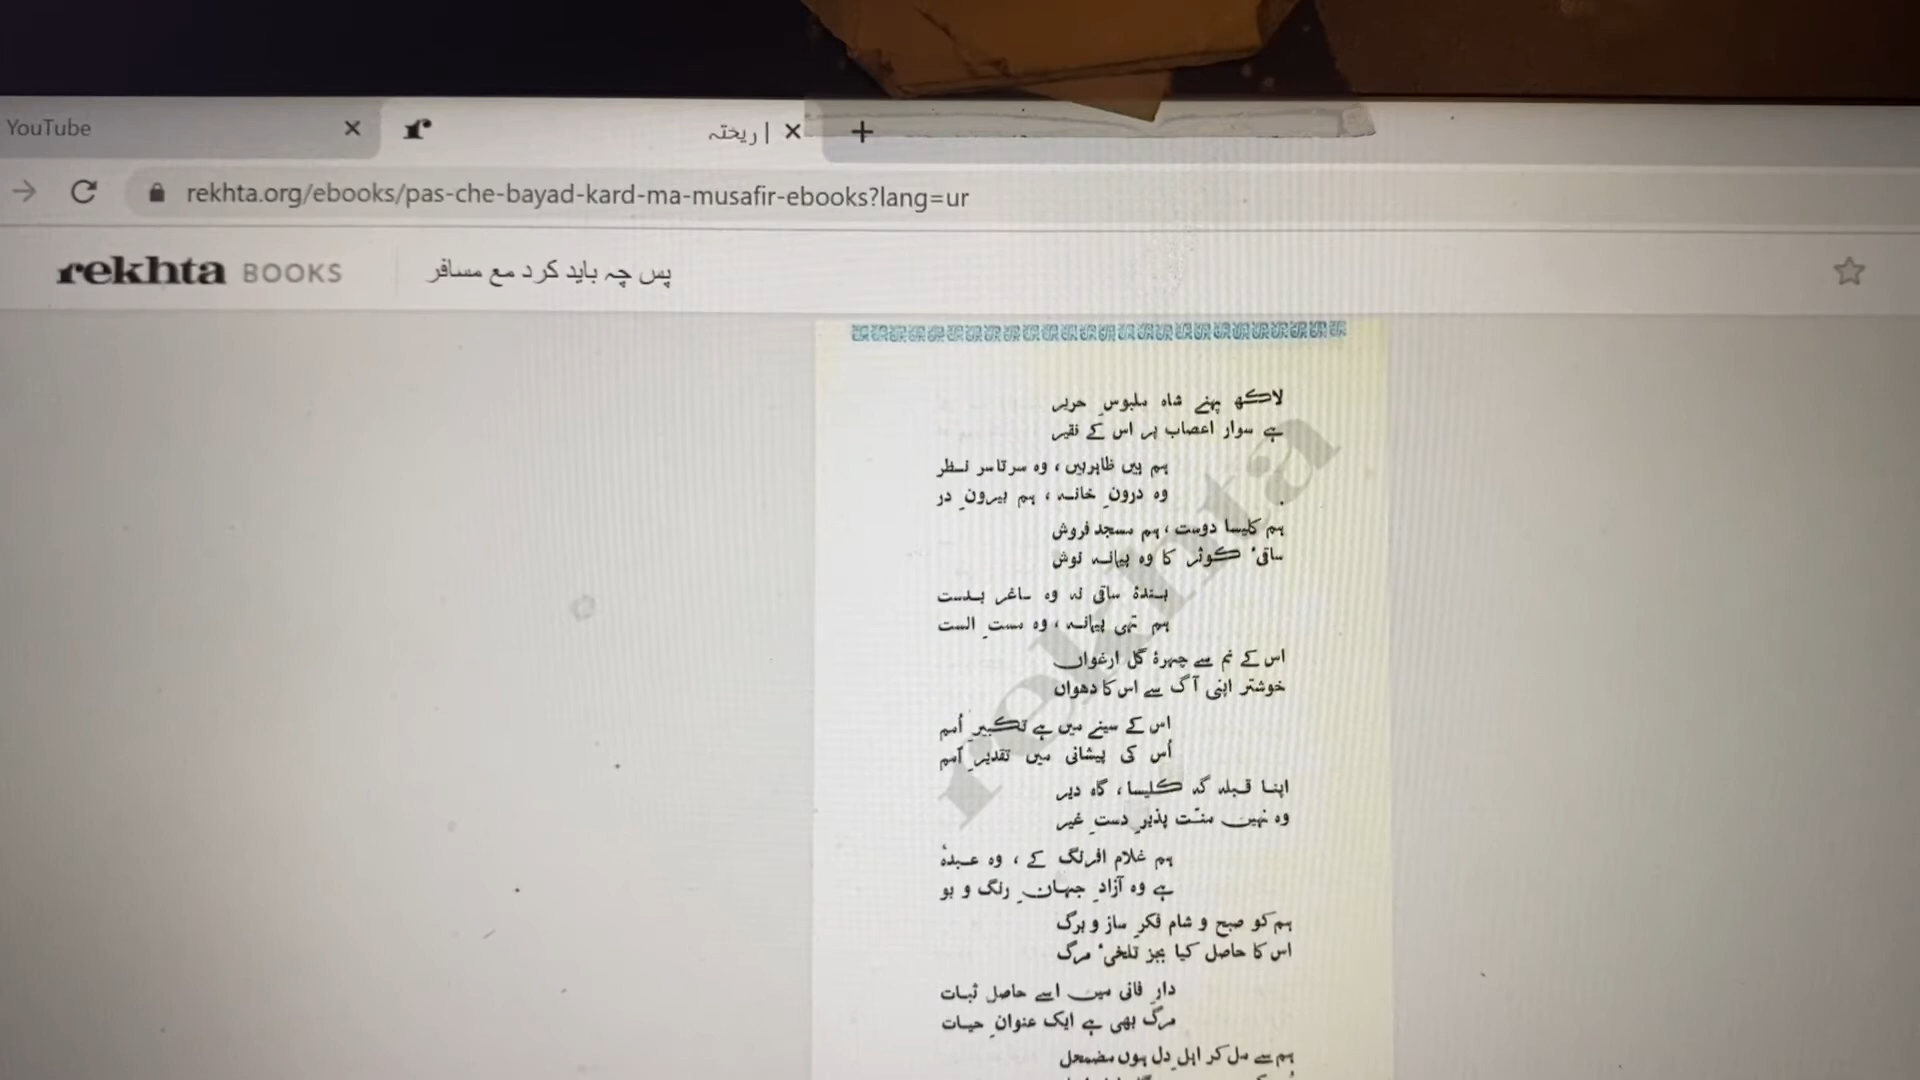 YouTube
ریختہ |
rekhta.org/ebooks/pas-che-bayad-kard-ma-musafir-ebooks?lang=ur
rekhta BOOKS
پس چہ باید کرد مع مسافر
لاکھ پہنے شاہ ملبوسِ حریر
ہے سوار اعصاب پر اس کے فقیر
ہم ہیں ظاہربیں ، وہ سرتاسر نظر
وہ درونِ خانہ ، ہم بیرونِ در
ہم کلیسا دوست ، ہم مسجد فروش
ساقیٔ کوثر کا وہ پیمانہ نوش
بندۂ ساقی نہ وہ ساغر بدست
ہم تہی پیمانہ ، وہ مستِ الست
اس کے نم سے چہرۂ گل ارغواں
خوشتر اپنی آگ سے اس کا دھواں
اس کے سینے میں ہے تکبیرِ اُمم
اُس کی پیشانی میں تقدیرِ اُمم
اپنا قبلہ گہ کلیسا ، گاہ دیر
وہ نہیں منّت پذیرِ دستِ غیر
ہم غلام افرنگ کے ، وہ عبدہٗ
ہے وہ آزادِ جہانِ رنگ و بو
ہم کو صبح و شام فکرِ ساز و برگ
اس کا حاصل کیا بجز تلخیٔ مرگ
دارِ فانی میں اسے حاصل ثبات
مرگ بھی ہے ایک عنوانِ حیات
ہم سے مل کر اہلِ دل ہوں مضمحل
rekhta